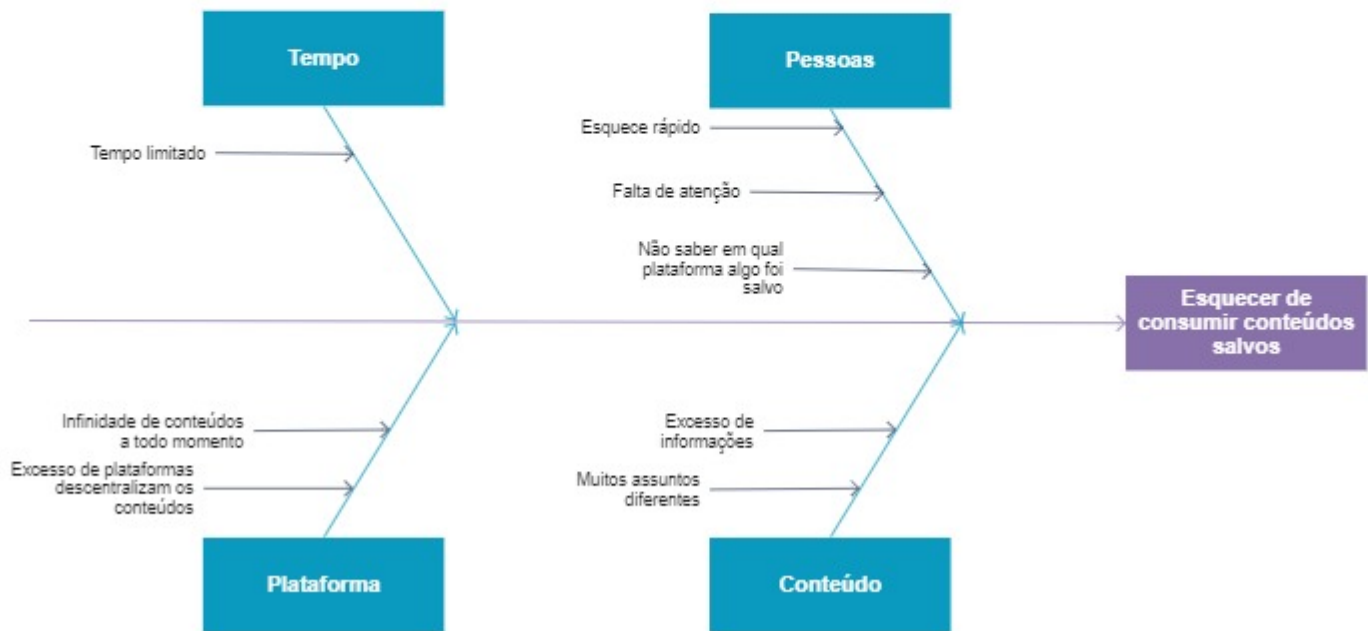 Tempo
Pessoas
Tempo limitado
Esquece rápido
Falta de atenção
Não saber em qual
plataforma algo foi
salvo
Esquecer de
consumir conteúdos
salvos
Infinidade de conteúdos
a todo momento
Excesso de plataformas
descentralizam os
conteúdos
Excesso de
informações
Muitos assuntos
diferentes
Plataforma
Conteúdo